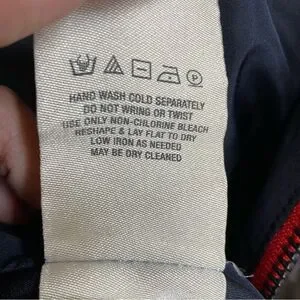 P
HAND WASH COLD SEPARATELY
DO NOT WRING OR TWIST
USE ONLY NON-CHLORINE BLEACH
RESHAPE & LAY FLAT TO DRY
LOW IRON AS NEEDED
MAY BE DRY CLEANED